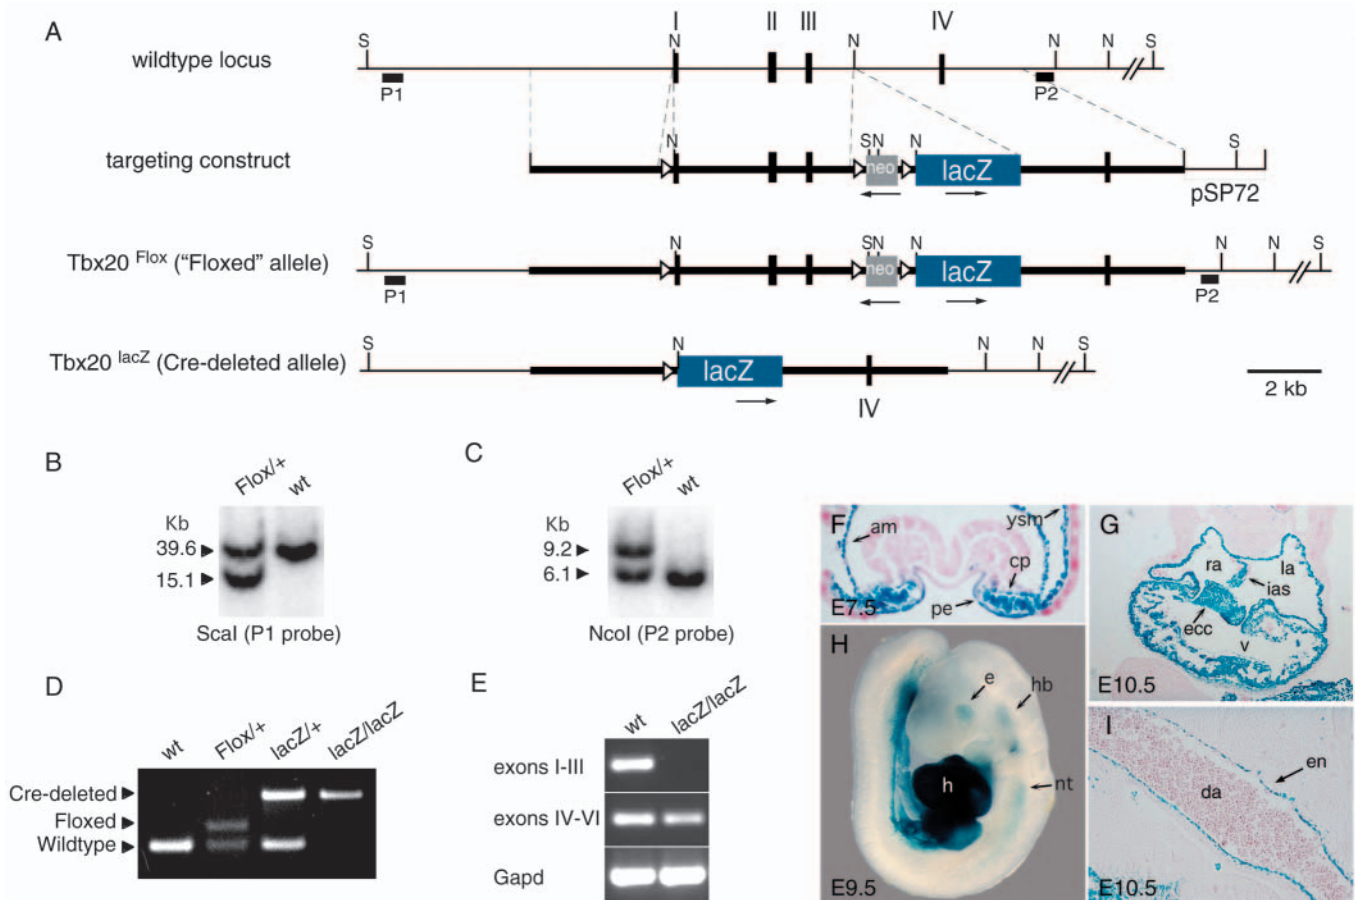 A
I II III IV
S N N N N S
wildtype locus
P1 P2
N S N N S
targeting construct
neo lacZ
pSP72
S N S N N N N S
Tbx20 Flox ("Floxed" allele)
neo lacZ
P1 P2
S N N N S
Tbx20 lacZ (Cre-deleted allele)
lacZ
IV
2 kb
B
Flox/+ wt
Kb
39.6
15.1
ScaI (P1 probe)
C
Flox/+ wt
Kb
9.2
6.1
NcoI (P2 probe)
D
wt Flox/+ lacZ/+ lacZ/lacZ
Cre-deleted
Floxed
Wildtype
E
wt lacZ/lacZ
exons I-III
exons IV-VI
Gapd
F
am
ysm
cp
pe
E7.5
G
ra la
ias
ecc
v
E10.5
H
e hb
h nt
E9.5
I
en
da
E10.5